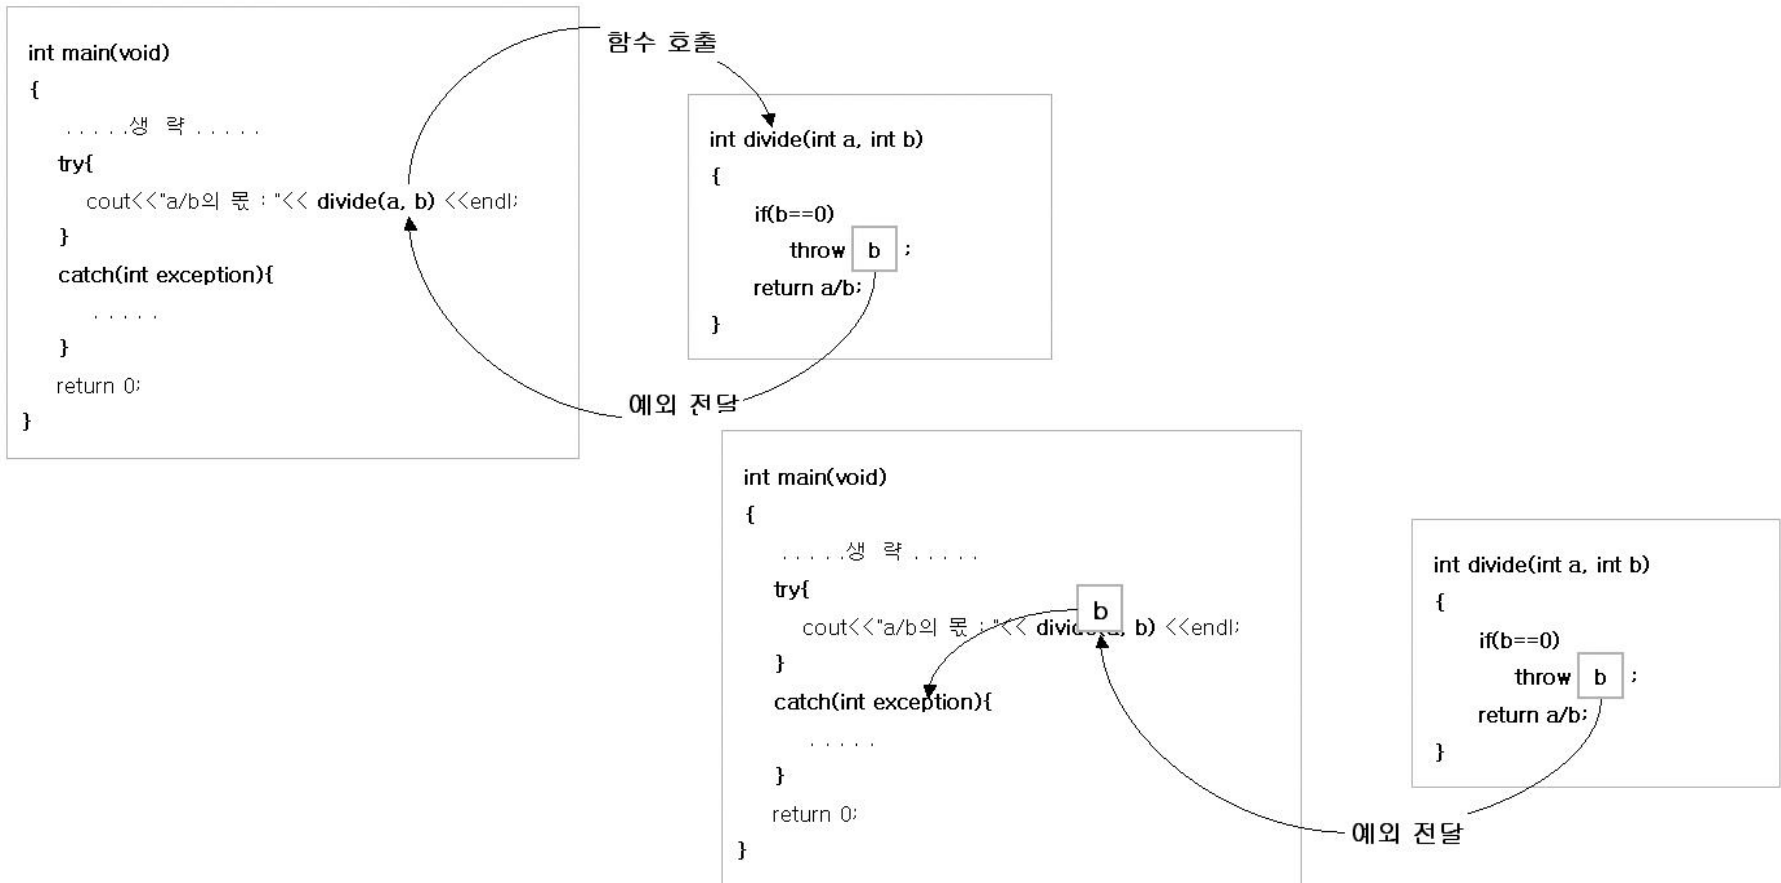 int main(void)
{
.....생 략.....
try{
cout<<"a/b의 몫 : "<< divide(a, b) <<endl;
}
catch(int exception){
.....
}
return 0;
}
함수 호출
int divide(int a, int b)
{
if(b==0)
throw b ;
return a/b;
}
예외 전달
int main(void)
{
.....생 략.....
try{
b
cout<<"a/b의 몫 : "<< divide(a, b) <<endl;
}
catch(int exception){
.....
}
return 0;
}
int divide(int a, int b)
{
if(b==0)
throw b ;
return a/b;
}
예외 전달